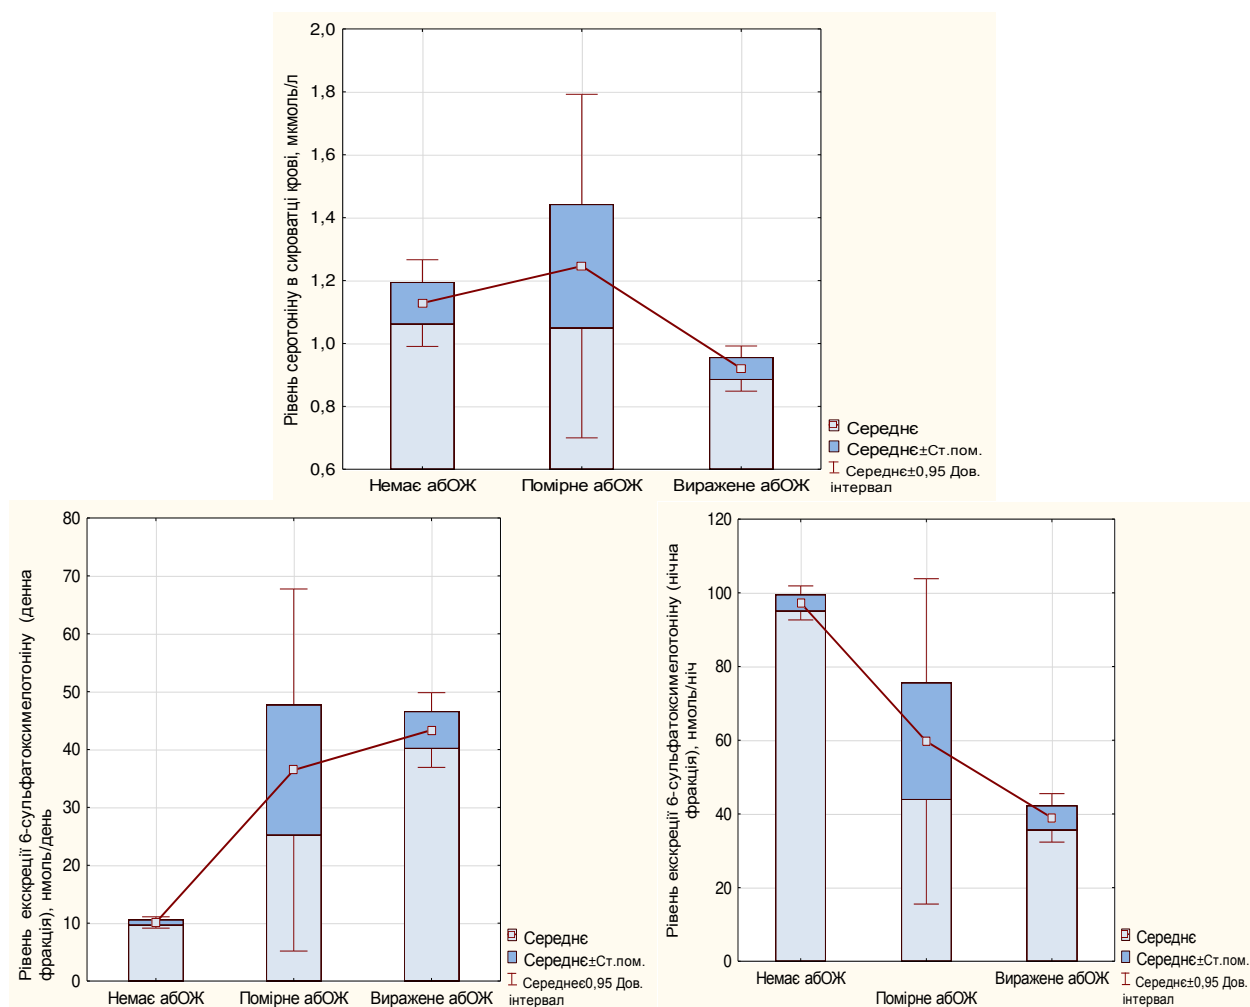 Рівень серотоніну в сироватці крові, мкмоль/л
2,0
1,8
1,6
1,4
1,2
1,0
0,8
0,6
Немає абОЖ
Помірне абОЖ
Виражене абОЖ
Середнє
Середнє±Ст.пом.
Середнє±0,95 Дов.
інтервал
Рівень екскреції 6-сульфатоксимелотоніну (денна
фракція), нмоль/день
80
70
60
50
40
30
20
10
0
Немає абОЖ
Помірне абОЖ
Виражене абОЖ
Середнє
Середнє±Ст.пом.
Середнеє0,95 Дов.
інтервал
Рівень екскреції 6-сульфатоксимелотоніну (нічна
фракція), нмоль/ніч
120
100
80
60
40
20
0
Немає абОЖ
Помірне абОЖ
Виражене абОЖ
Середнє
Середнє±Ст.пом.
Середнє±0,95 Дов.
інтервал